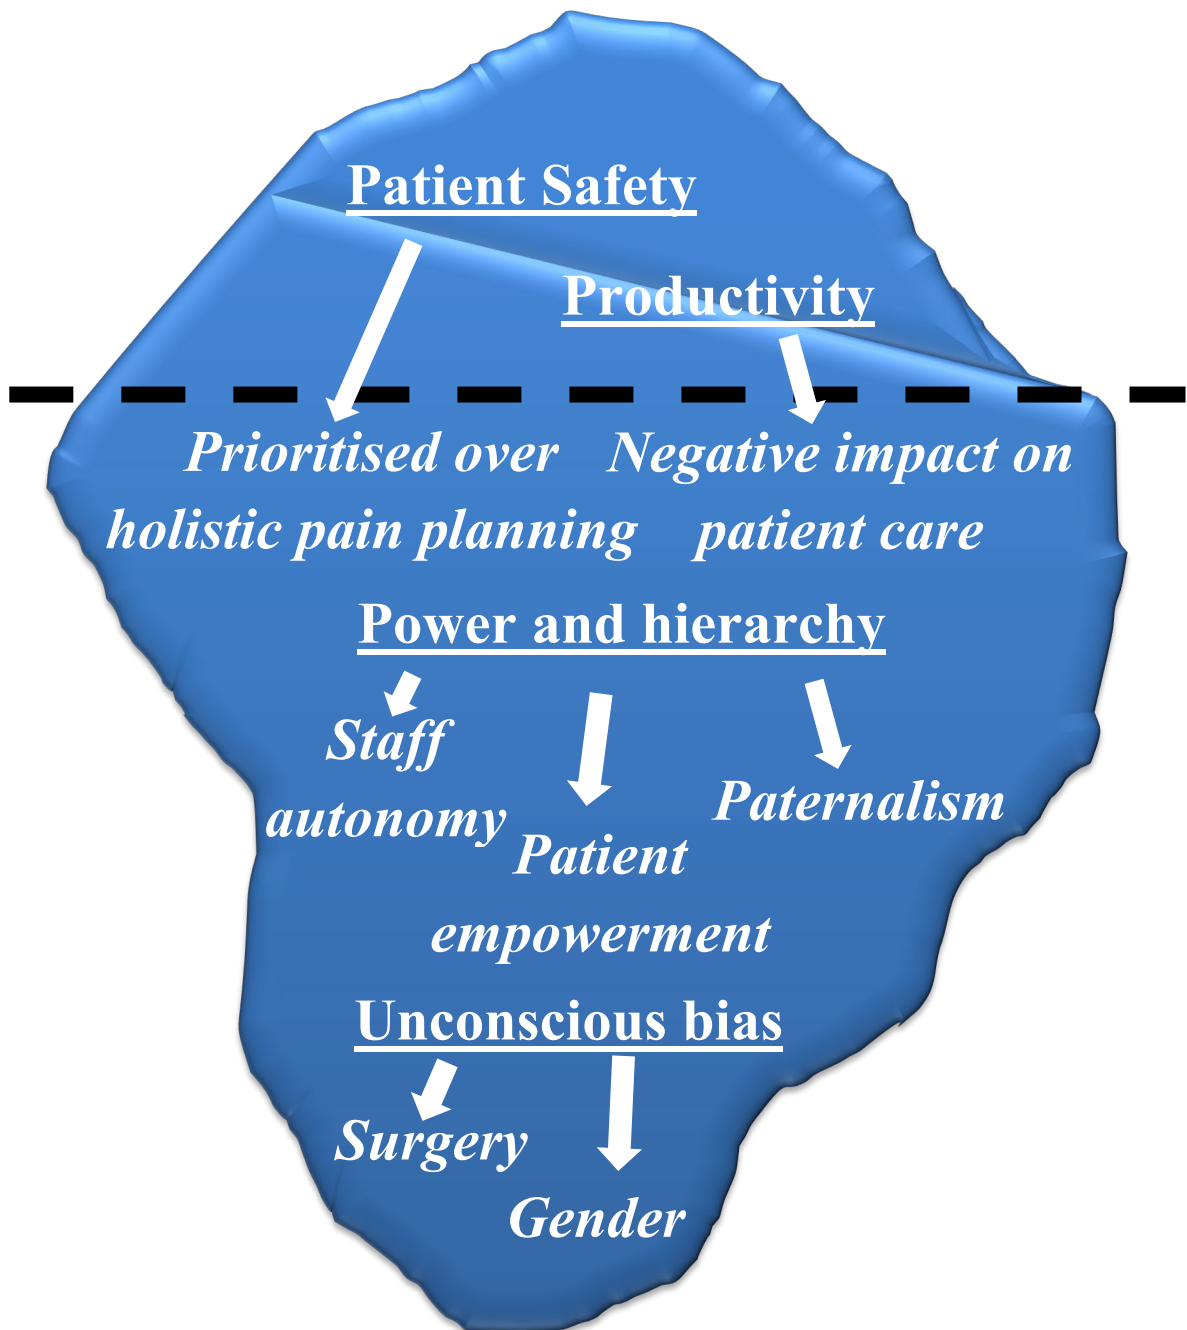 Patient Safety
Productivity
Prioritised over
holistic pain planning
Negative impact on
patient care
Power and hierarchy
Staff
autonomy
Patient
empowerment
Paternalism
Unconscious bias
Surgery
Gender